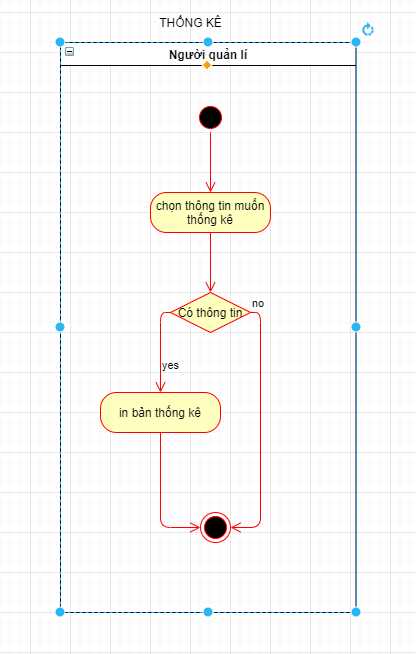 THỐNG KÊ
Người quản lí
chọn thông tin muốn
thống kê
Có thông tin
no
yes
in bản thống kê